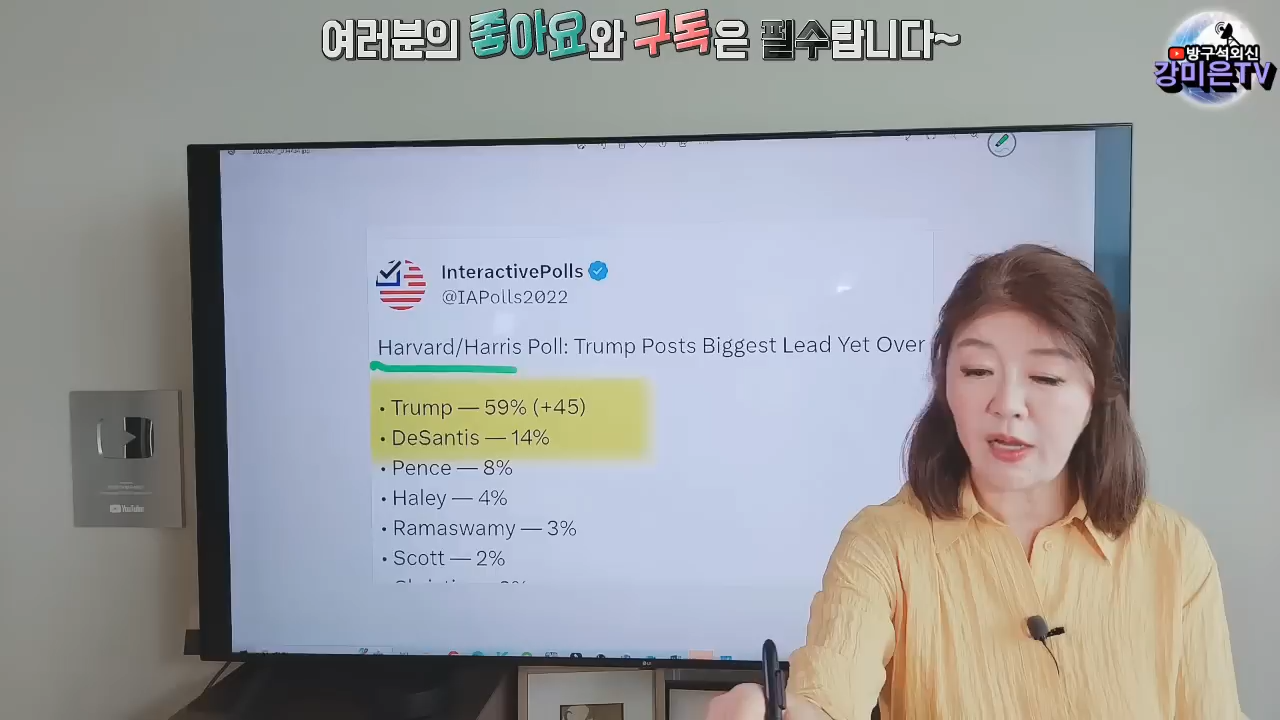 여러분의 좋아요와 구독은 필수랍니다~
방구석외신
강미은TV
InteractivePolls
@IAPolls2022
Harvard/Harris Poll: Trump Posts Biggest Lead Yet Over
• Trump — 59% (+45)
• DeSantis — 14%
• Pence — 8%
• Haley — 4%
• Ramaswamy — 3%
• Scott — 2%
YouTube
LG